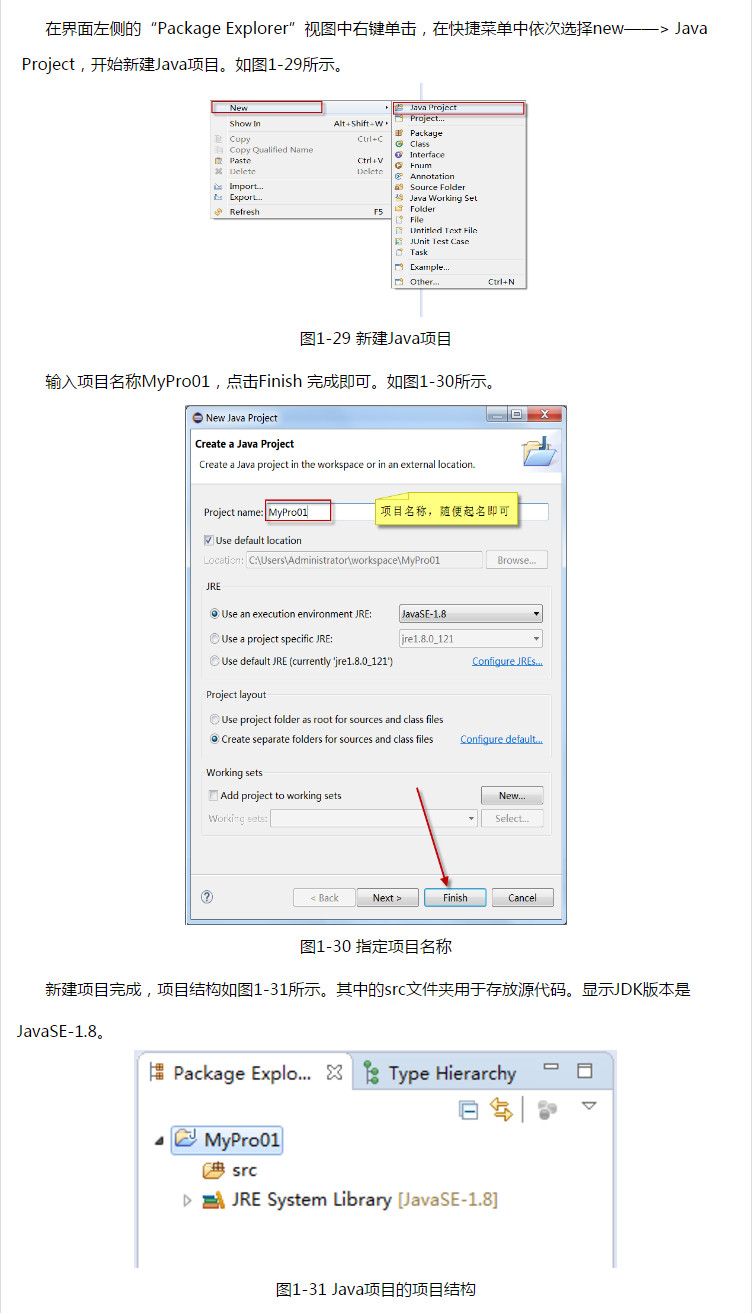 在界面左侧的“Package Explorer”视图中右键单击，在快捷菜单中依次选择new——> Java
Project，开始新建Java项目。如图1-29所示。
New
Show In Alt+Shift+W
Copy Ctrl+C
Copy Qualified Name
Paste Ctrl+V
Delete Delete
Import...
Export...
Refresh F5
Java Project
Project...
Package
Class
Interface
Enum
Annotation
Source Folder
Java Working Set
Folder
File
Untitled Text File
JUnit Test Case
Task
Example...
Other... Ctrl+N
图1-29 新建Java项目
输入项目名称MyPro01，点击Finish 完成即可。如图1-30所示。
New Java Project
Create a Java Project
Create a Java project in the workspace or in an external location.
Project name: MyPro01
项目名称，随便起名即可
Use default location
Location: C:\Users\Administrator\workspace\MyPro01 Browse...
JRE
Use an execution environment JRE: JavaSE-1.8
Use a project specific JRE: jre1.8.0_121
Use default JRE (currently 'jre1.8.0_121') Configure JREs...
Project layout
Use project folder as root for sources and class files
Create separate folders for sources and class files Configure default...
Working sets
Add project to working sets New...
Working sets: Select...
< Back Next > Finish Cancel
图1-30 指定项目名称
新建项目完成，项目结构如图1-31所示。其中的src文件夹用于存放源代码。显示JDK版本是
JavaSE-1.8。
Package Explo... Type Hierarchy
MyPro01
src
JRE System Library [JavaSE-1.8]
图1-31 Java项目的项目结构